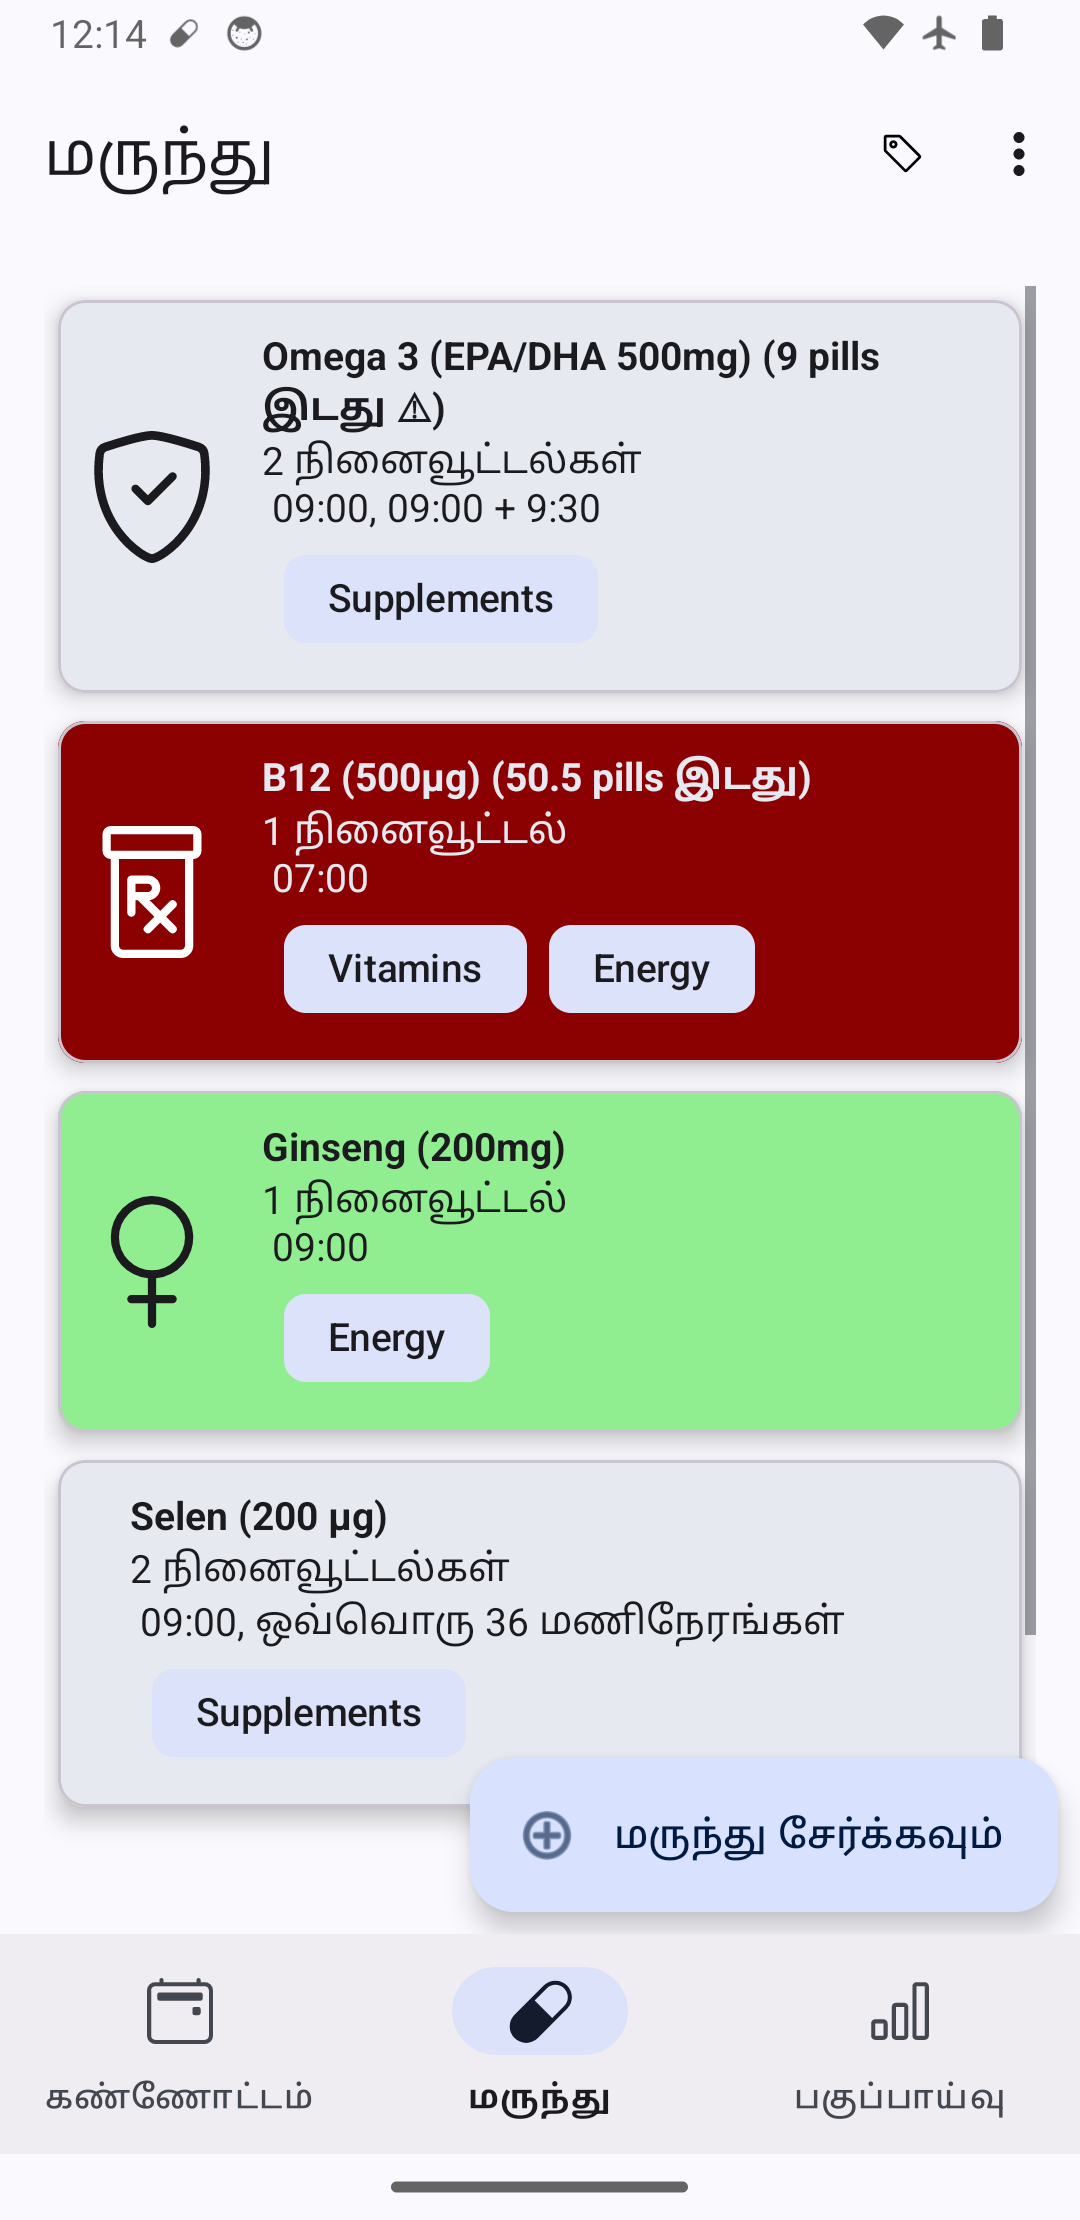 12:14
மருந்து
Omega 3 (EPA/DHA 500mg) (9 pills
இடது ⚠)
2 நினைவூட்டல்கள்
09:00, 09:00 + 9:30
Supplements
B12 (500µg) (50.5 pills இடது)
1 நினைவூட்டல்
07:00
Vitamins Energy
Ginseng (200mg)
1 நினைவூட்டல்
09:00
Energy
Selen (200 µg)
2 நினைவூட்டல்கள்
09:00, ஒவ்வொரு 36 மணிநேரங்கள்
Supplements
மருந்து சேர்க்கவும்
கண்ணோட்டம் மருந்து பகுப்பாய்வு